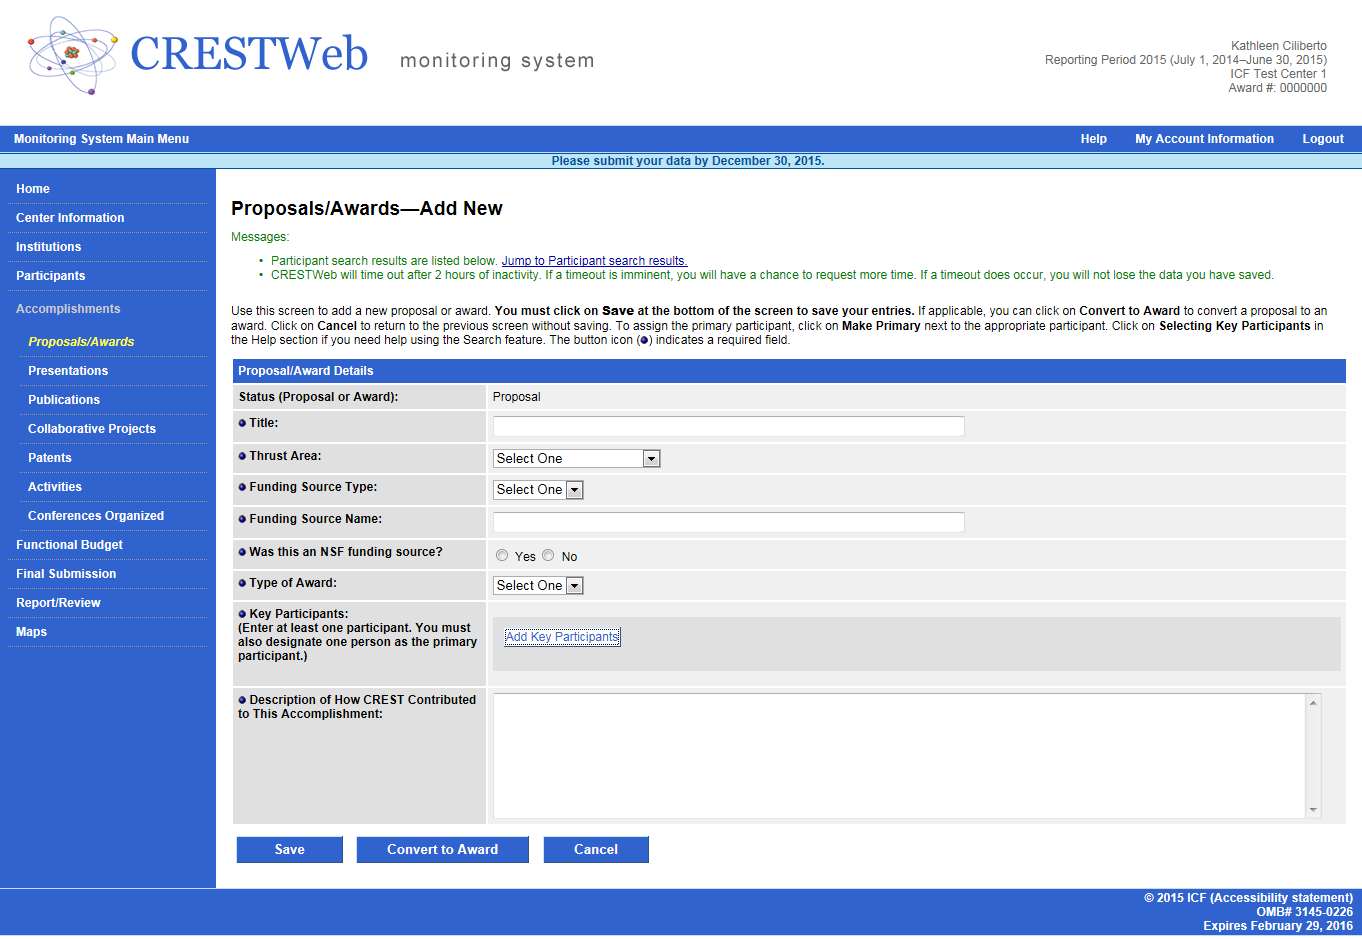 CRESTWeb monitoring system
Kathleen Ciliberto
Reporting Period 2015 (July 1, 2014–June 30, 2015)
ICF Test Center 1
Award #: 0000000
Monitoring System Main Menu
Help My Account Information Logout
Please submit your data by December 30, 2015.
Home
Center Information
Institutions
Participants
Accomplishments
Proposals/Awards
Presentations
Publications
Collaborative Projects
Patents
Activities
Conferences Organized
Functional Budget
Final Submission
Report/Review
Maps
Proposals/Awards—Add New
Messages:
• Participant search results are listed below. Jump to Participant search results.
• CRESTWeb will time out after 2 hours of inactivity. If a timeout is imminent, you will have a chance to request more time. If a timeout does occur, you will not lose the data you have saved.
Use this screen to add a new proposal or award. You must click on Save at the bottom of the screen to save your entries. If applicable, you can click on Convert to Award to convert a proposal to an
award. Click on Cancel to return to the previous screen without saving. To assign the primary participant, click on Make Primary next to the appropriate participant. Click on Selecting Key Participants in
the Help section if you need help using the Search feature. The button icon ( ) indicates a required field.
Proposal/Award Details
Status (Proposal or Award): Proposal
Title:
Thrust Area: Select One
Funding Source Type: Select One
Funding Source Name:
Was this an NSF funding source? Yes No
Type of Award: Select One
Key Participants:
(Enter at least one participant. You must
also designate one person as the primary
participant.)
Add Key Participants
Description of How CREST Contributed
to This Accomplishment:
Save Convert to Award Cancel
© 2015 ICF (Accessibility statement)
OMB# 3145-0226
Expires February 29, 2016